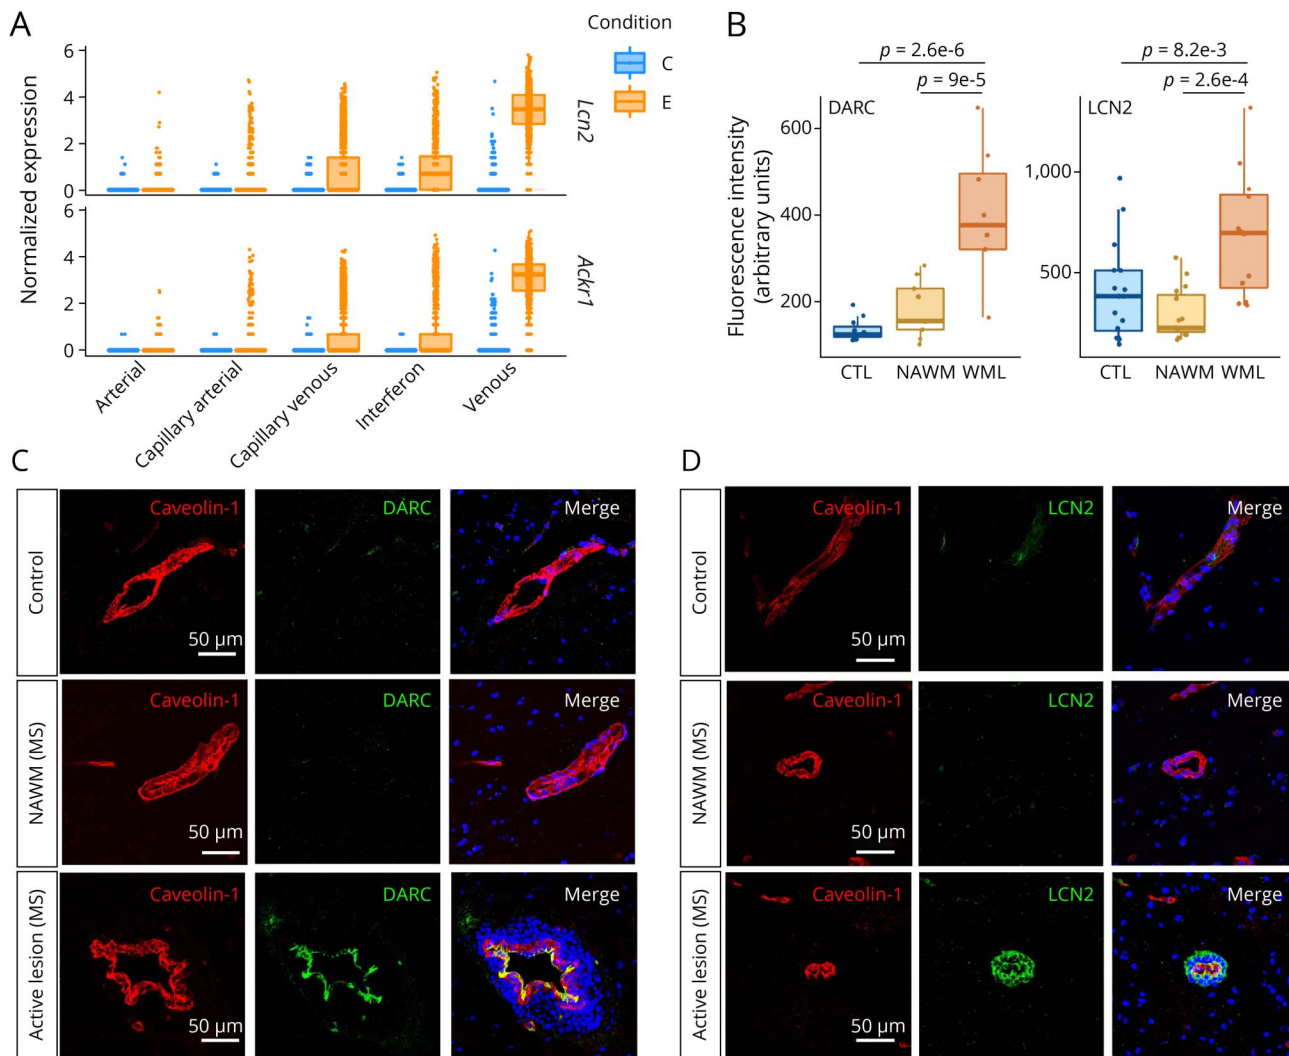 A
Condition
C
E
Normalized expression
6
4
2
0
Lcn2
6
4
2
0
Ackr1
Arterial
Capillary arterial
Capillary venous
Interferon
Venous
B
p = 2.6e-6
p = 9e-5
DARC
Fluorescence intensity
(arbitrary units)
600
400
200
CTL NAWM WML
p = 8.2e-3
p = 2.6e-4
LCN2
1,000
500
CTL NAWM WML
C
Control
Caveolin-1
50 µm
DARC
Merge
NAWM (MS)
Caveolin-1
50 µm
DARC
Merge
Active lesion (MS)
Caveolin-1
50 µm
DARC
Merge
D
Control
Caveolin-1
50 µm
LCN2
Merge
NAWM (MS)
Caveolin-1
50 µm
LCN2
Merge
Active lesion (MS)
Caveolin-1
50 µm
LCN2
Merge